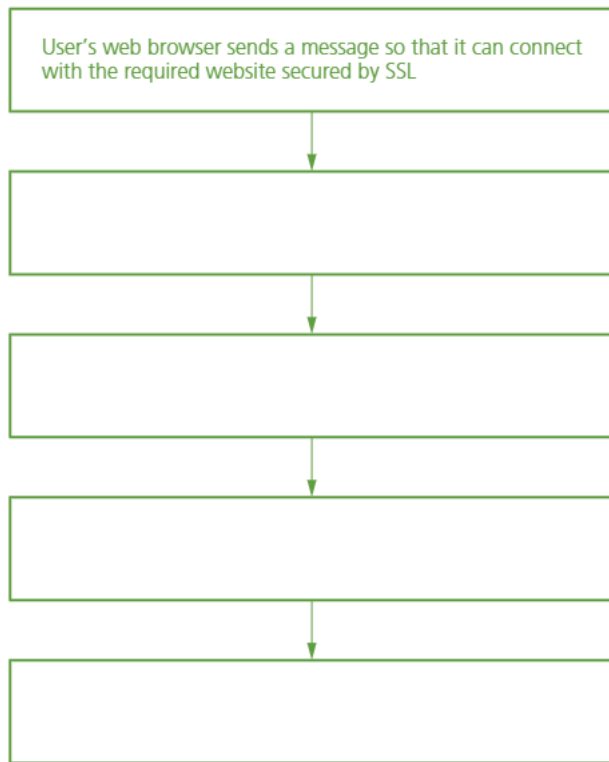 User's web browser sends a message so that it can connect
with the required website secured by SSL